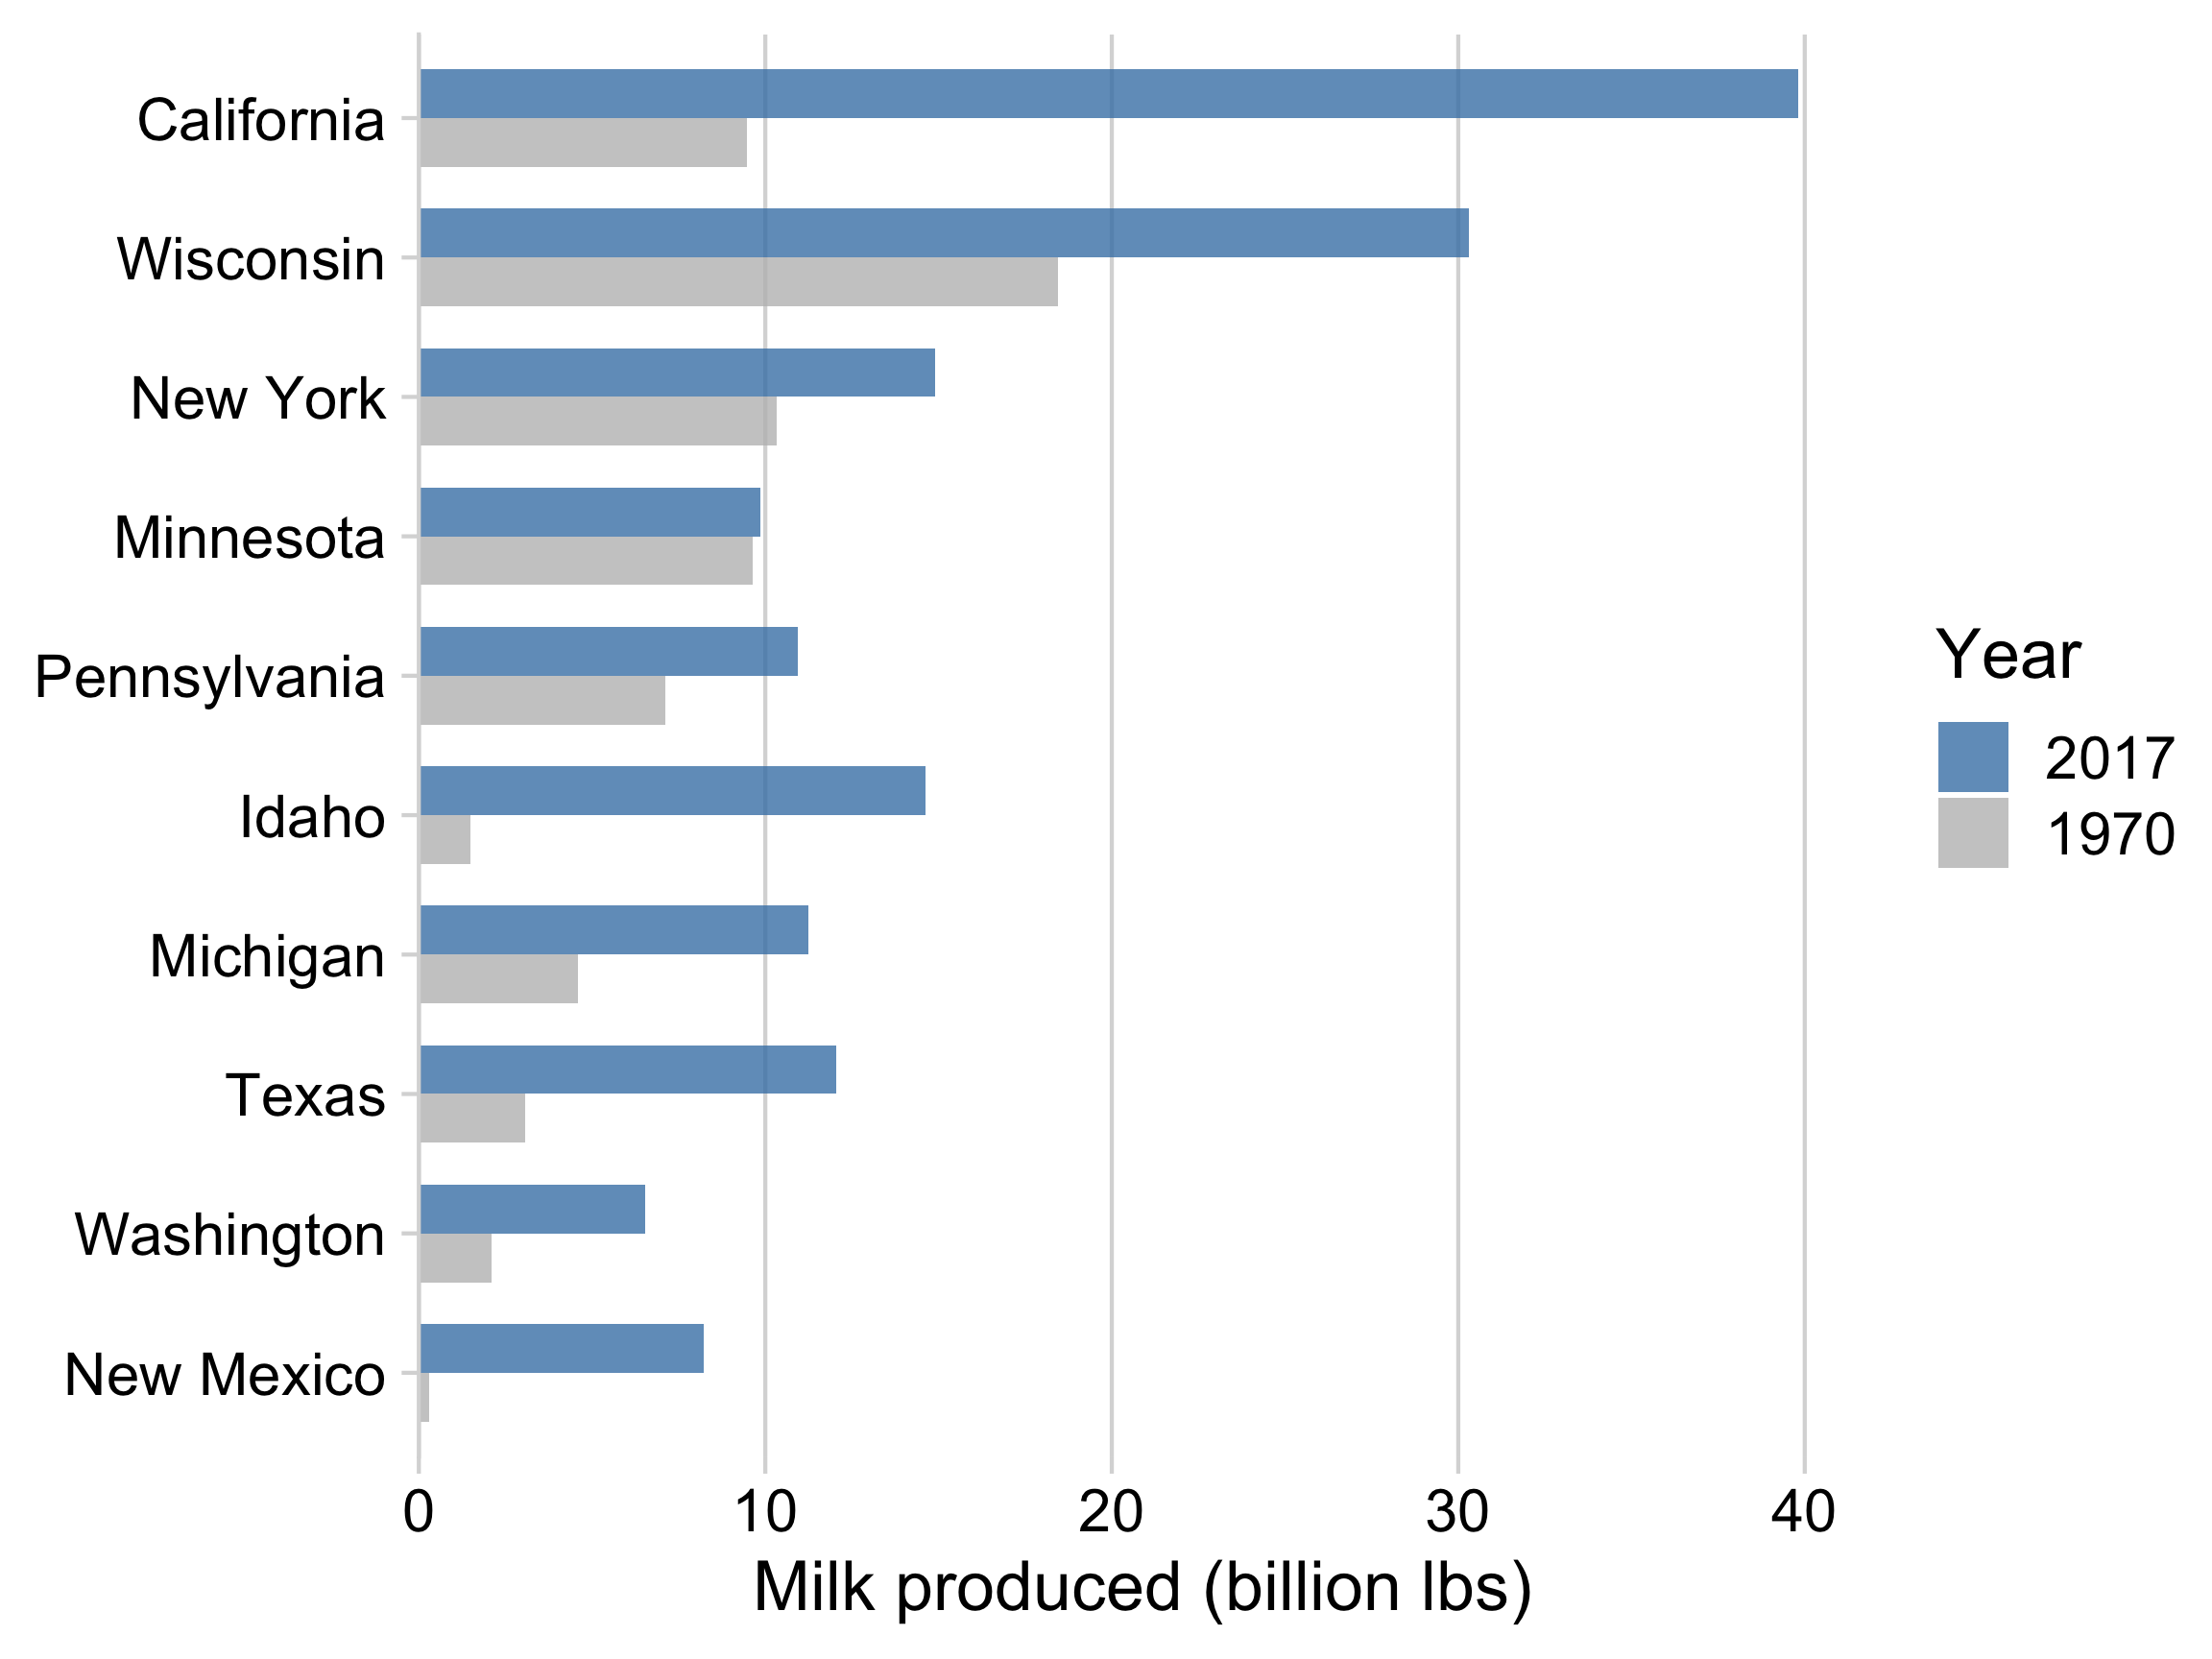 California
Wisconsin
New York
Minnesota
Pennsylvania
Idaho
Michigan
Texas
Washington
New Mexico
0 10 20 30 40
Milk produced (billion lbs)
Year
2017
1970